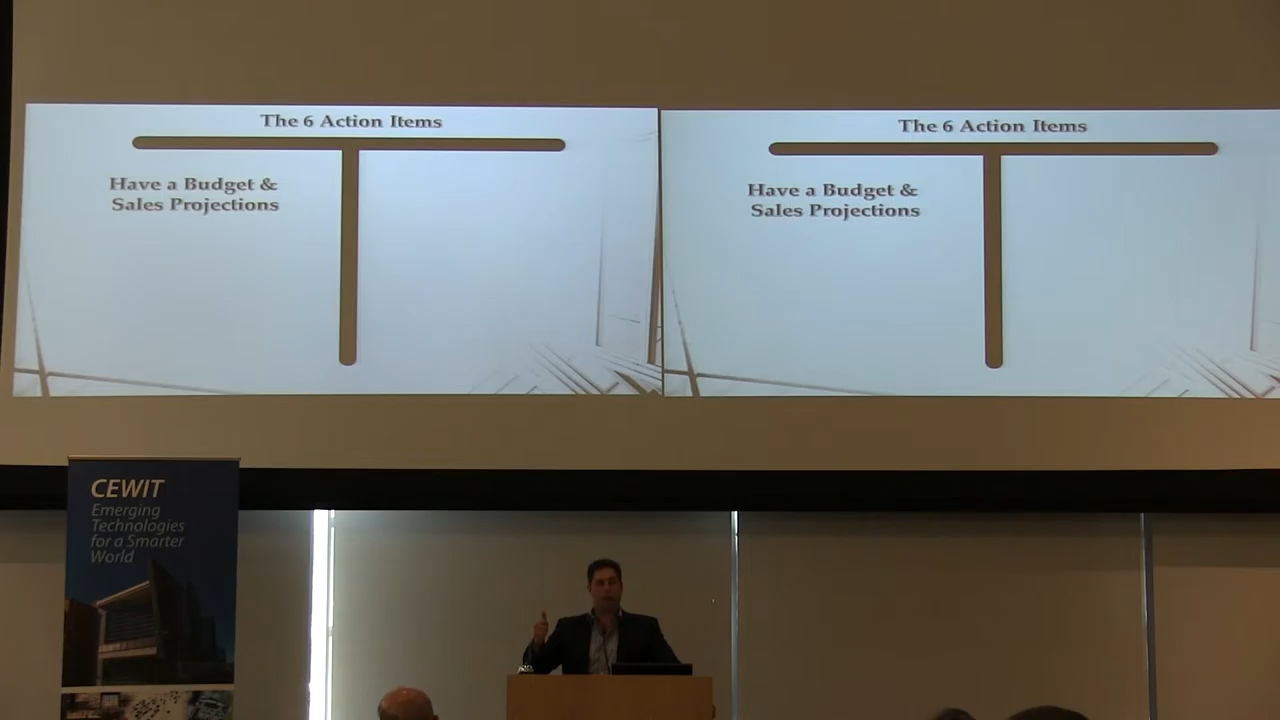 The 6 Action Items
Have a Budget &
Sales Projections
The 6 Action Items
Have a Budget &
Sales Projections
CEWIT
Emerging
Technologies
for a Smarter
World